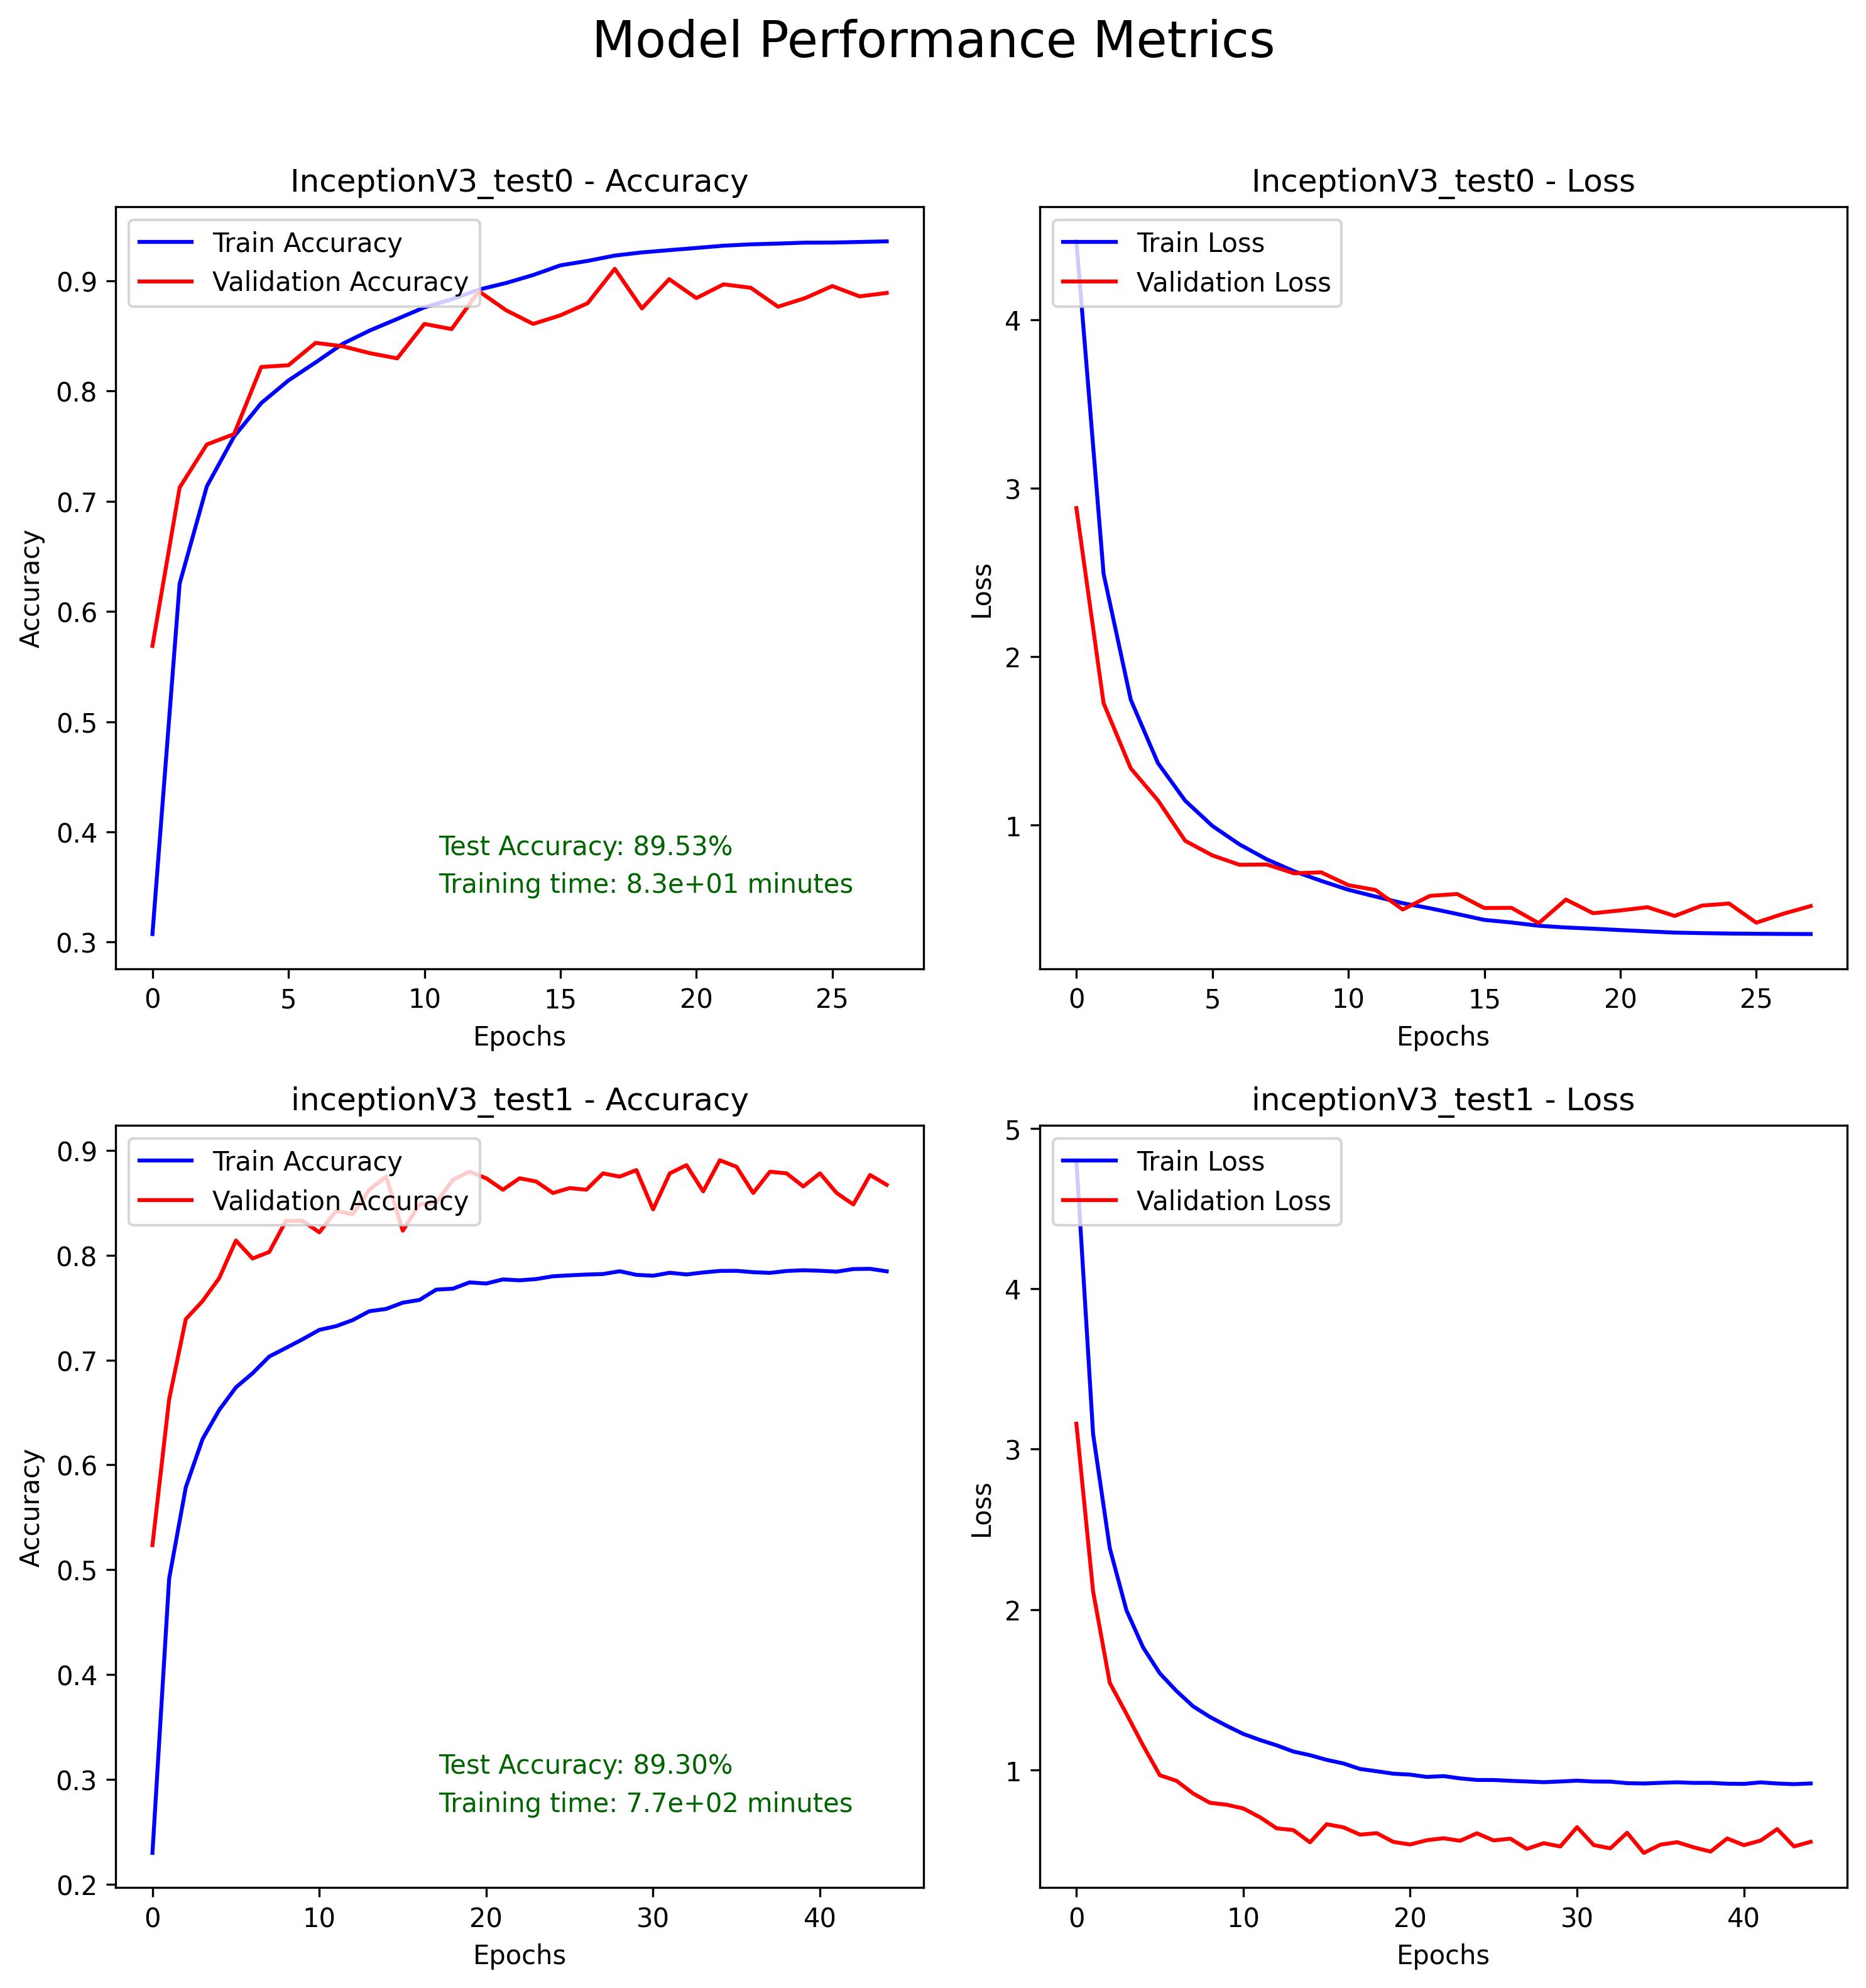 Model Performance Metrics
InceptionV3_test0 - Accuracy
Train Accuracy
Validation Accuracy
0.9
0.8
0.7
0.6
0.5
0.4
0.3
Accuracy
Test Accuracy: 89.53%
Training time: 8.3e+01 minutes
0 5 10 15 20 25
Epochs
InceptionV3_test0 - Loss
Train Loss
Validation Loss
4
3
2
1
Loss
0 5 10 15 20 25
Epochs
inceptionV3_test1 - Accuracy
Train Accuracy
Validation Accuracy
0.9
0.8
0.7
0.6
0.5
0.4
0.3
0.2
Accuracy
Test Accuracy: 89.30%
Training time: 7.7e+02 minutes
0 10 20 30 40
Epochs
inceptionV3_test1 - Loss
Train Loss
Validation Loss
5
4
3
2
1
Loss
0 10 20 30 40
Epochs